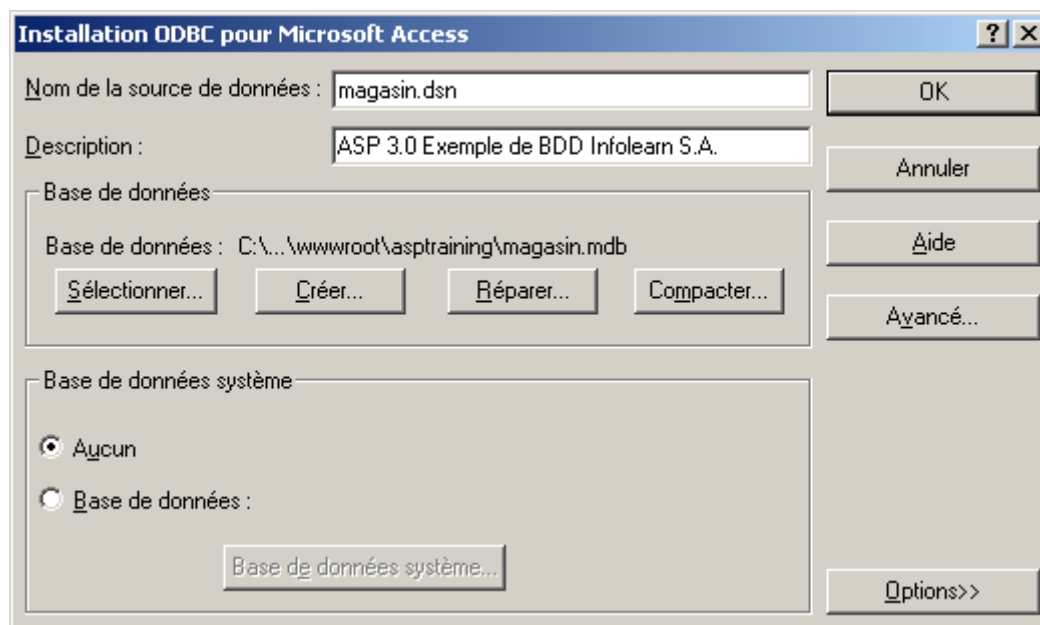 Installation ODBC pour Microsoft Access
Nom de la source de données : magasin.dsn
OK
Description : ASP 3.0 Exemple de BDD Infolearn S.A.
Annuler
Base de données
Base de données : C:\...\wwwroot\asptraining\magasin.mdb
Aide
Sélectionner... Créer... Réparer... Compacter...
Avancé...
Base de données système
Aucun
Base de données :
Base de données système...
Options>>